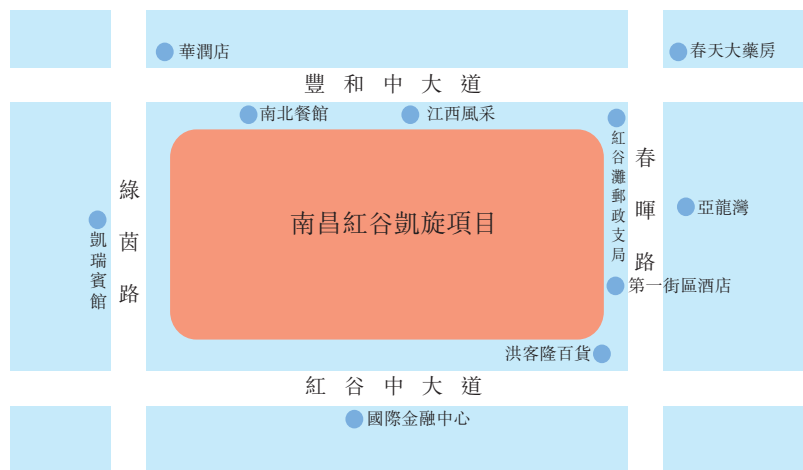 華潤店
春天大藥房
豐和中大道
南北餐館
江西風采
紅谷灘郵政支局
春暉路
綠茵路
凱瑞賓館
南昌紅谷凱旋項目
亞龍灣
第一街區酒店
洪客隆百貨
紅谷中大道
國際金融中心